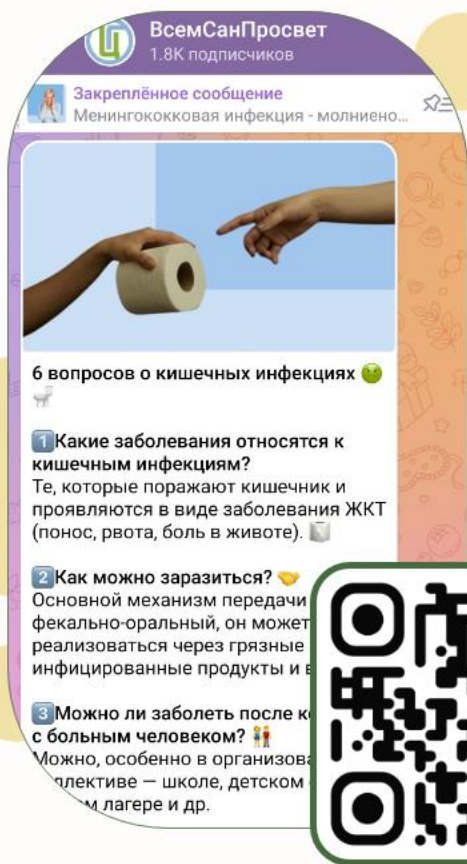 ВсемСанПросвет
1.8K подписчиков
Закреплённое сообщение
Менингококковая инфекция - молниено...
6 вопросов о кишечных инфекциях 🤢
🚽
1️⃣Какие заболевания относятся к
кишечным инфекциям?
Те, которые поражают кишечник и
проявляются в виде заболевания ЖКТ
(понос, рвота, боль в животе).
2️⃣Как можно заразиться? 🤝
Основной механизм передачи
фекально-оральный, он может
реализоваться через грязные
инфицированные продукты и
3️⃣Можно ли заболеть после
с больным человеком? 👫
Можно, особенно в
— школе, детском
лагере и др.